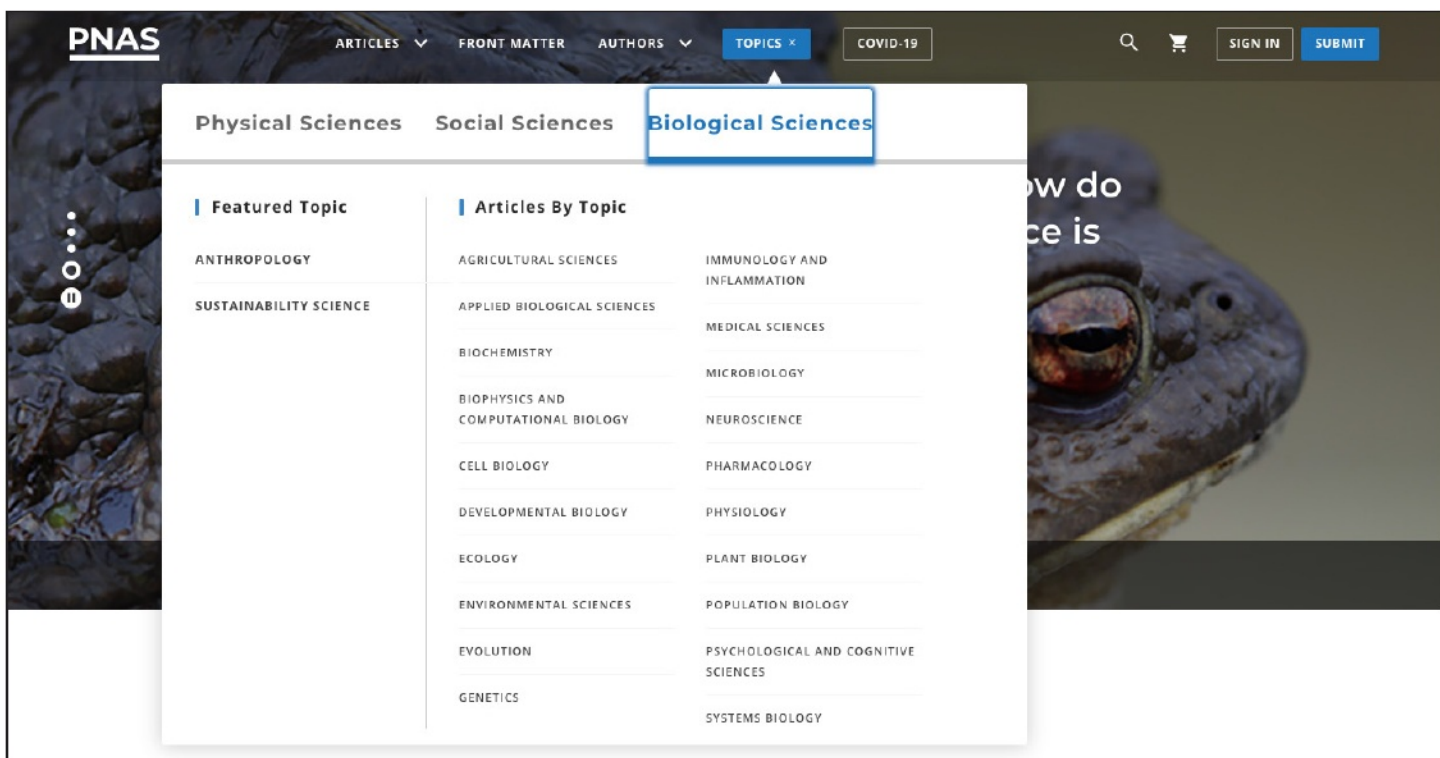 PNAS
ARTICLES
FRONT MATTER
AUTHORS
TOPICS ×
COVID-19
SIGN IN
SUBMIT
Physical Sciences
Social Sciences
Biological Sciences
Featured Topic
ANTHROPOLOGY
SUSTAINABILITY SCIENCE
Articles By Topic
AGRICULTURAL SCIENCES
APPLIED BIOLOGICAL SCIENCES
BIOCHEMISTRY
BIOPHYSICS AND
COMPUTATIONAL BIOLOGY
CELL BIOLOGY
DEVELOPMENTAL BIOLOGY
ECOLOGY
ENVIRONMENTAL SCIENCES
EVOLUTION
GENETICS
IMMUNOLOGY AND
INFLAMMATION
MEDICAL SCIENCES
MICROBIOLOGY
NEUROSCIENCE
PHARMACOLOGY
PHYSIOLOGY
PLANT BIOLOGY
POPULATION BIOLOGY
PSYCHOLOGICAL AND COGNITIVE
SCIENCES
SYSTEMS BIOLOGY
do
is